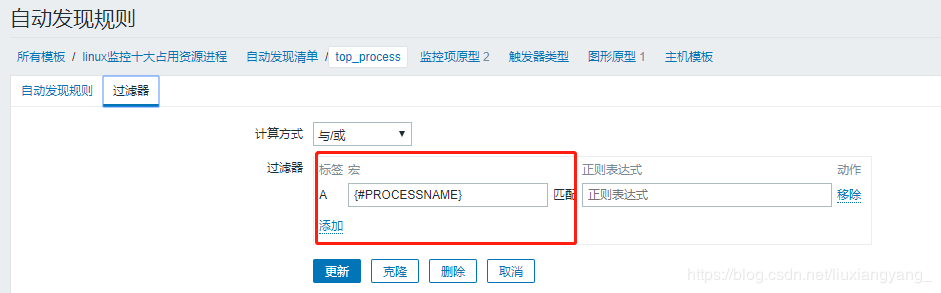 自动发现规则
所有模板 / linux监控十大占用资源进程 自动发现清单 / top_process 监控项原型 2 触发器类型 图形原型 1 主机模板
自动发现规则 过滤器
计算方式 与/或
过滤器 标签 宏 正则表达式 动作
A {#PROCESSNAME} 匹配 正则表达式 移除
添加
更新 克隆 删除 取消
https://blog.csdn.net/liuxiangyang_